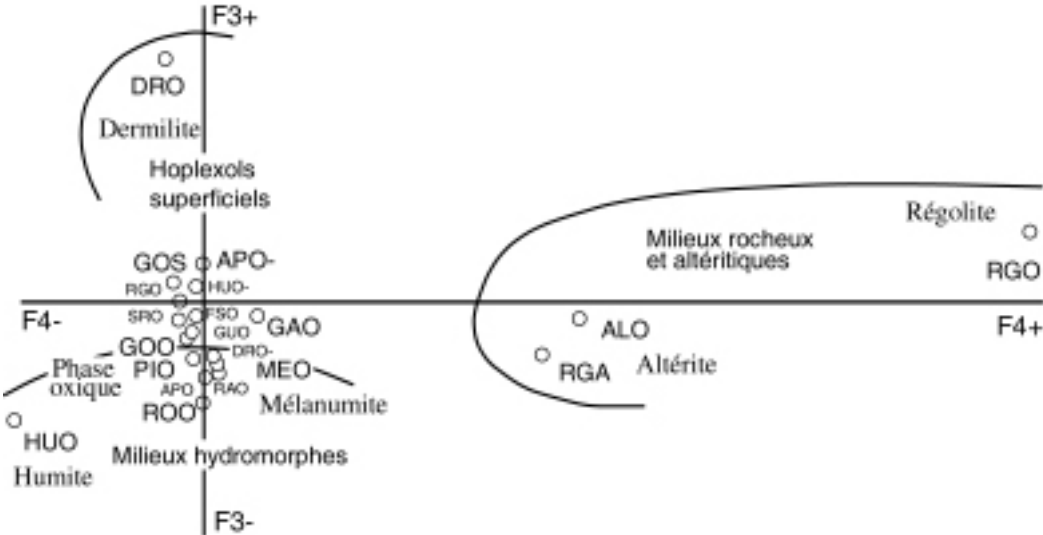 F3+
DRO
Dermilite
Hoplexols
superficiels
Régolite
Milieux rocheux
et altéritiques
GOS APO-
RGO
RGO HUO-
F4-
SRO FSO
GUO GAO
ALO
F4+
GOO DRO-
Phase
oxique
PIO MEO
RGA Altérite
APO RAO
ROO Mélanumite
HUO
Milieux hydromorphes
Humite
F3-